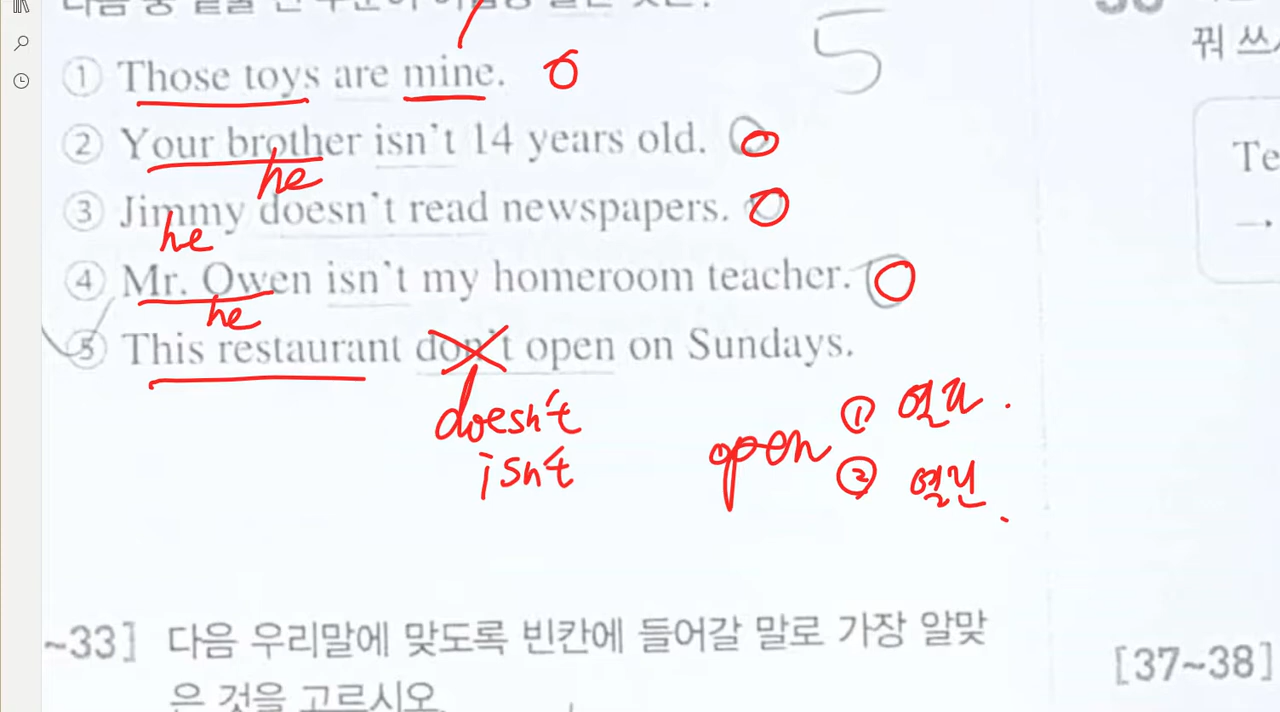 5
① Those toys are mine.
꿔 쓰
② Your brother isn't 14 years old.
he
Te
③ Jimmy doesn't read newspapers.
he
→
④ Mr. Owen isn't my homeroom teacher.
he
⑤ This restaurant don't open on Sundays.
doesn't
isn't
open ① 열다.
② 열린
~33] 다음 우리말에 맞도록 빈칸에 들어갈 말로 가장 알맞
은 것을 고르시오.
[37~38]